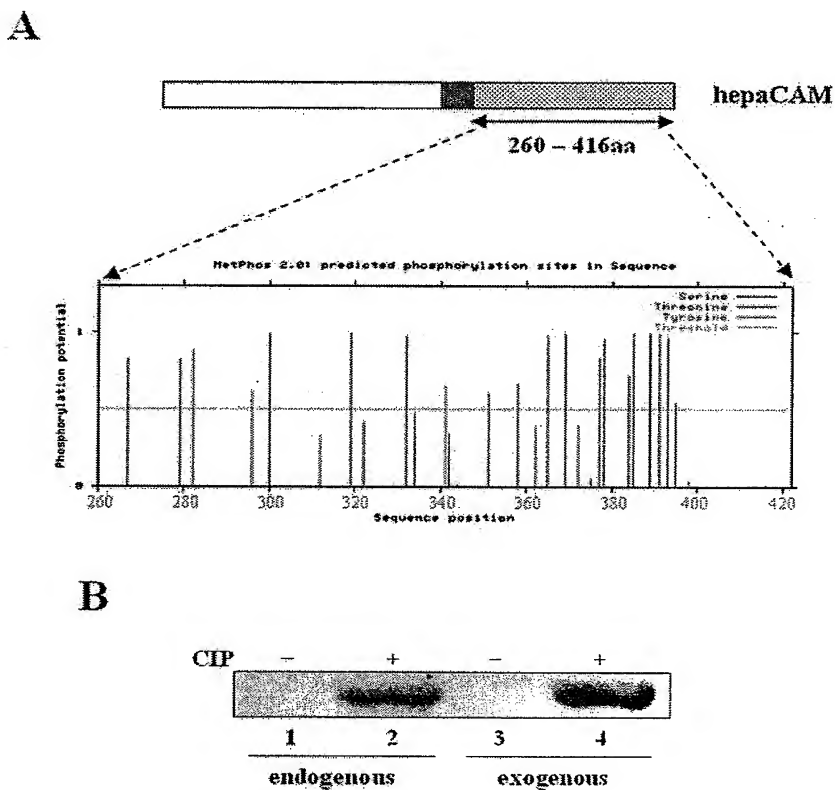 A
hepaCAM
260 – 416aa
NetPhos 2.0: predicted phosphorylation sites in Sequence
Phosphorylation potential
Serine
Threonine
Tyrosine
Threshold
1
0
260 280 300 320 340 360 380 400 420
Sequence position
B
CIP – + – +
1 2 3 4
endogenous exogenous